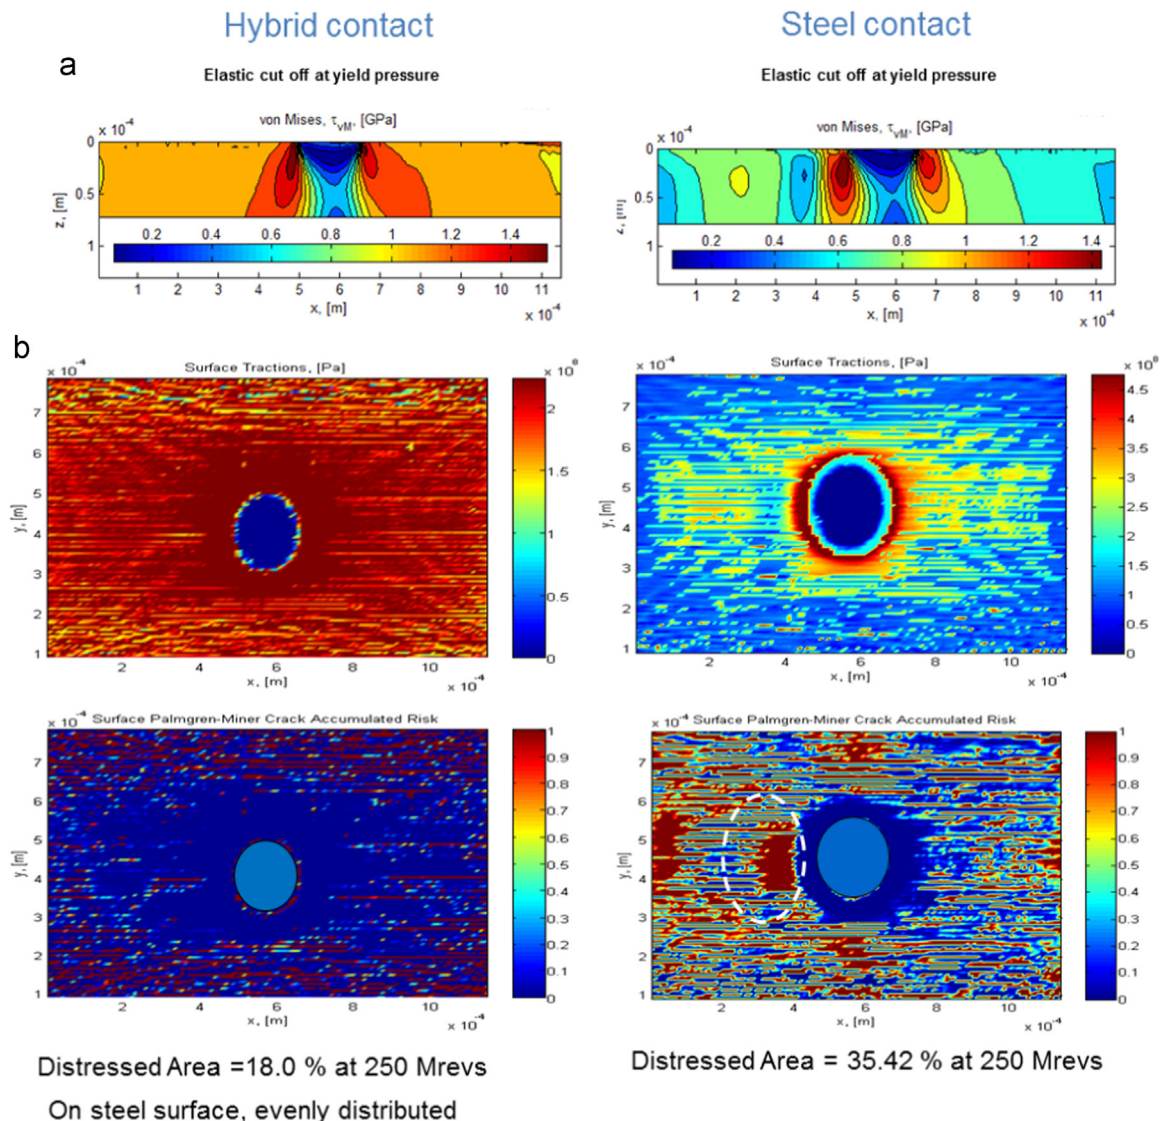 Hybrid contact
Steel contact
a
Elastic cut off at yield pressure
Elastic cut off at yield pressure
x 10⁻⁴
von Mises, τvM, [GPa]
0
0.5
1
z, [m]
0.2 0.4 0.6 0.8 1 1.2 1.4
1 2 3 4 5 6 7 8 9 10 11
x, [m]
x 10⁻⁴
x 10⁻⁴
von Mises, τvM, [GPa]
0
0.5
1
0.2 0.4 0.6 0.8 1 1.2 1.4
1 2 3 4 5 6 7 8 9 10 11
x, [m]
x 10⁻⁴
b
x 10⁻⁴
Surface Tractions, [Pa]
x 10⁸
7
6
5
4
3
2
1
y, [m]
2 4 6 8 10
x, [m]
x 10⁻⁴
2
1.5
1
0.5
0
x 10⁻⁴
Surface Tractions, [Pa]
x 10⁸
7
6
5
4
3
2
1
y, [m]
2 4 6 8 10
x, [m]
x 10⁻⁴
4.5
4
3.5
3
2.5
2
1.5
1
0.5
0
x 10⁻⁴
Surface Palmgren-Miner Crack Accumulated Risk
7
6
5
4
3
2
1
y, [m]
2 4 6 8 10
x, [m]
x 10⁻⁴
1
0.9
0.8
0.7
0.6
0.5
0.4
0.3
0.2
0.1
0
x 10⁻⁴
Surface Palmgren-Miner Crack Accumulated Risk
7
6
5
4
3
2
1
y, [m]
2 4 6 8 10
x, [m]
x 10⁻⁴
1
0.9
0.8
0.7
0.6
0.5
0.4
0.3
0.2
0.1
0
Distressed Area =18.0 % at 250 Mrevs
On steel surface, evenly distributed
Distressed Area = 35.42 % at 250 Mrevs